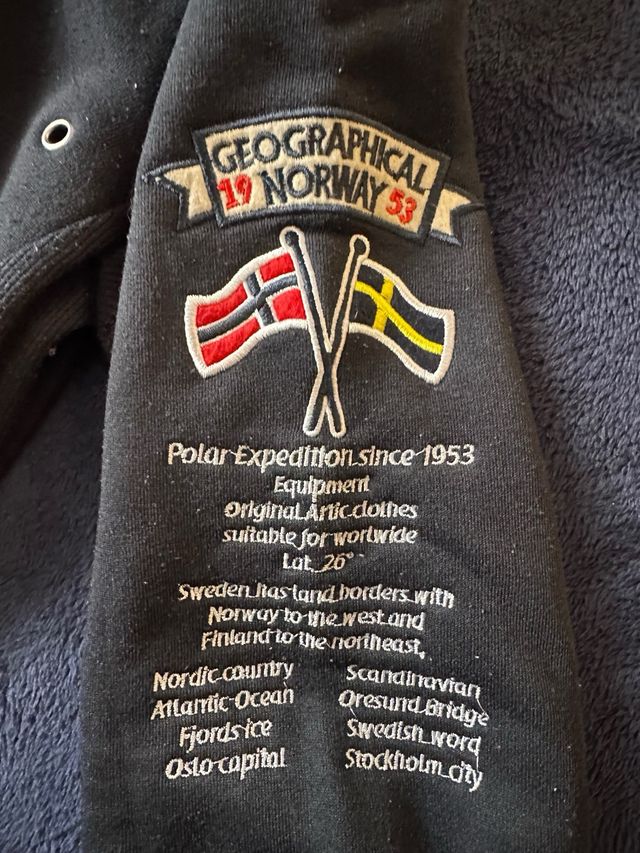 GEOGRAPHICAL
19 NORWAY 53
Polar Expedition since 1953
Equipment
Original Artic clothes
suitable for worlwide
Lat. 26°
Sweden has land borders with
Norway to the west and
Finland to the northeast,
Nordic country Scandinavian
Atlantic Ocean Oresund Bridge
Fjords ice Swedish word
Oslo capital Stockholm city